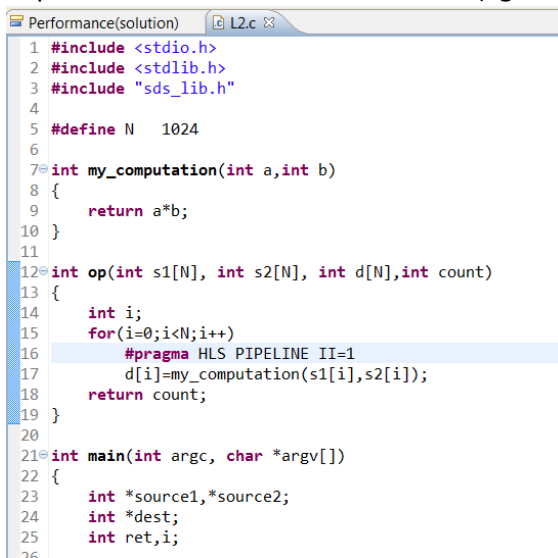 Performance(solution) L2.c
1 #include <stdio.h>
2 #include <stdlib.h>
3 #include "sds_lib.h"
4
5 #define N   1024
6
7 int my_computation(int a,int b)
8 {
9     return a*b;
10 }
11
12 int op(int s1[N], int s2[N], int d[N],int count)
13 {
14     int i;
15     for(i=0;i<N;i++)
16         #pragma HLS PIPELINE II=1
17         d[i]=my_computation(s1[i],s2[i]);
18     return count;
19 }
20
21 int main(int argc, char *argv[])
22 {
23     int *source1,*source2;
24     int *dest;
25     int ret,i;
26